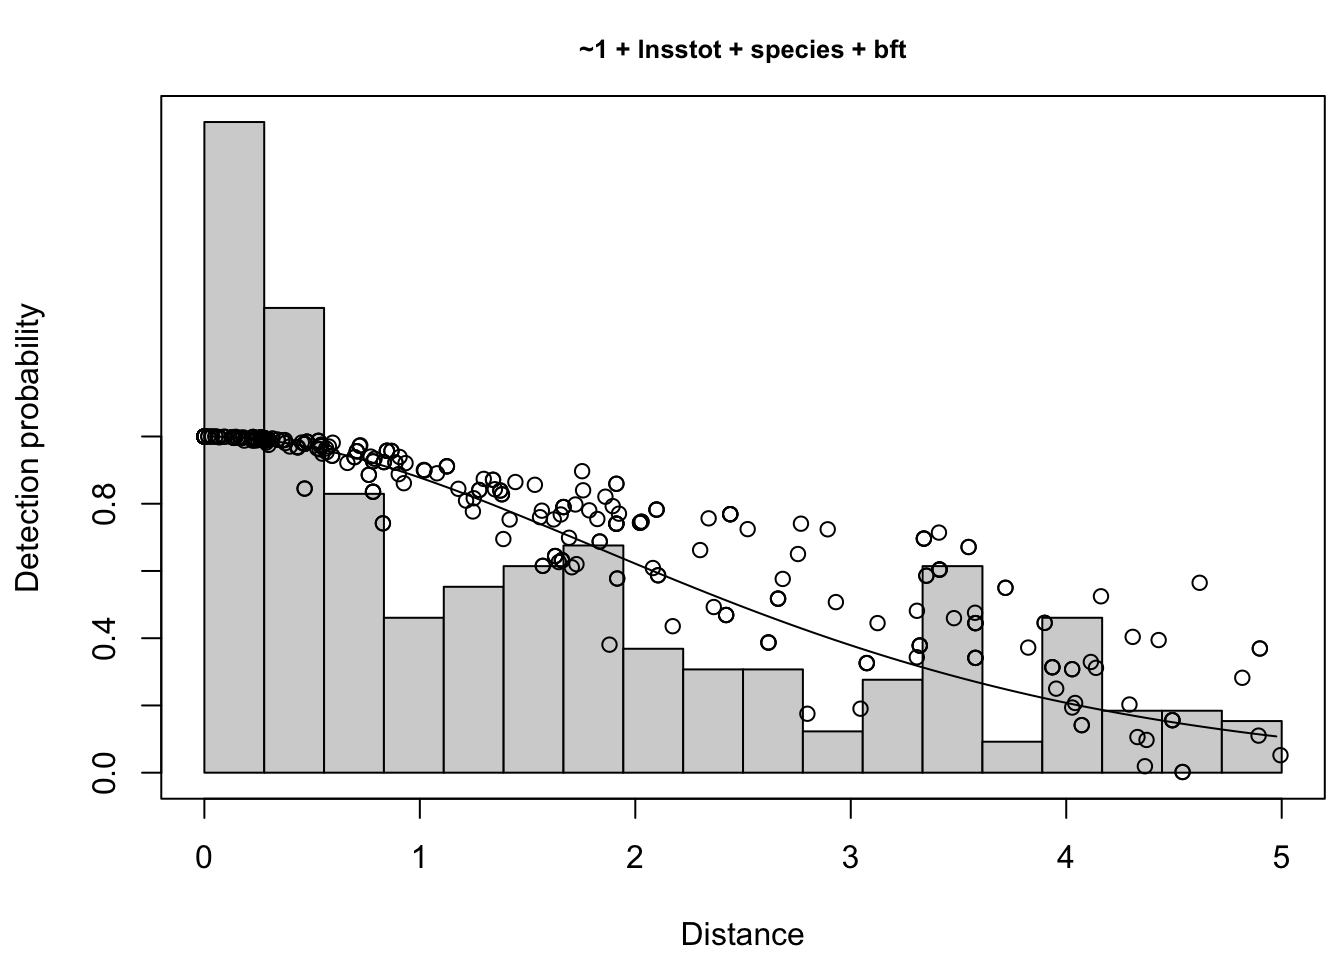 ~1 + lnsstot + species + bft
Detection probability
0.8
0.4
0.0
0 1 2 3 4 5
Distance